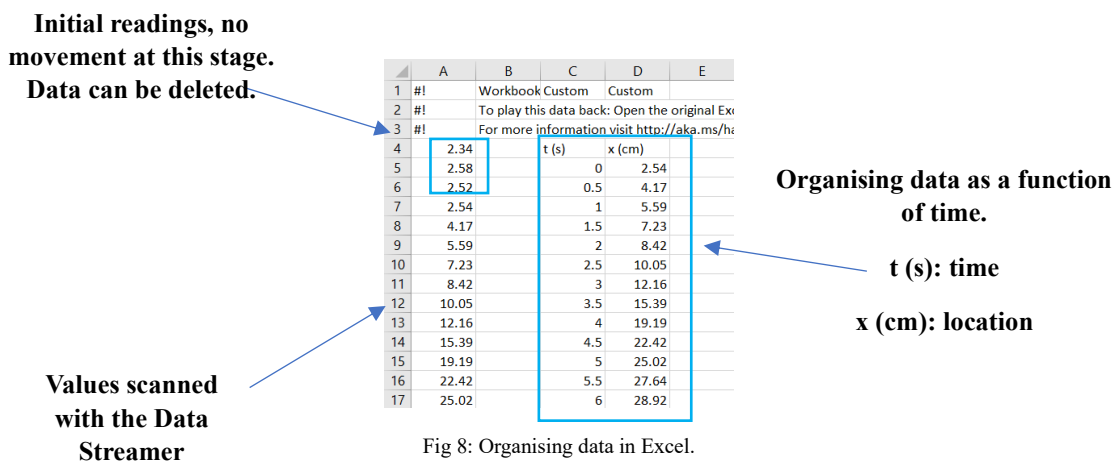 Initial readings, no
movement at this stage.
Data can be deleted.
A B C D E
1 #! Workbook Custom Custom
2 #! To play this data back: Open the original
3 #! For more information visit http://aka.ms/
4 2.34 t (s) x (cm)
5 2.58 0 2.54
6 2.52 0.5 4.17
7 2.54 1 5.59
8 4.17 1.5 7.23
9 5.59 2 8.42
10 7.23 2.5 10.05
11 8.42 3 12.16
12 10.05 3.5 15.39
13 12.16 4 19.19
14 15.39 4.5 22.42
15 19.19 5 25.02
16 22.42 5.5 27.64
17 25.02 6 28.92
Organising data as a function
of time.
t (s): time
x (cm): location
Values scanned
with the Data
Streamer
Fig 8: Organising data in Excel.